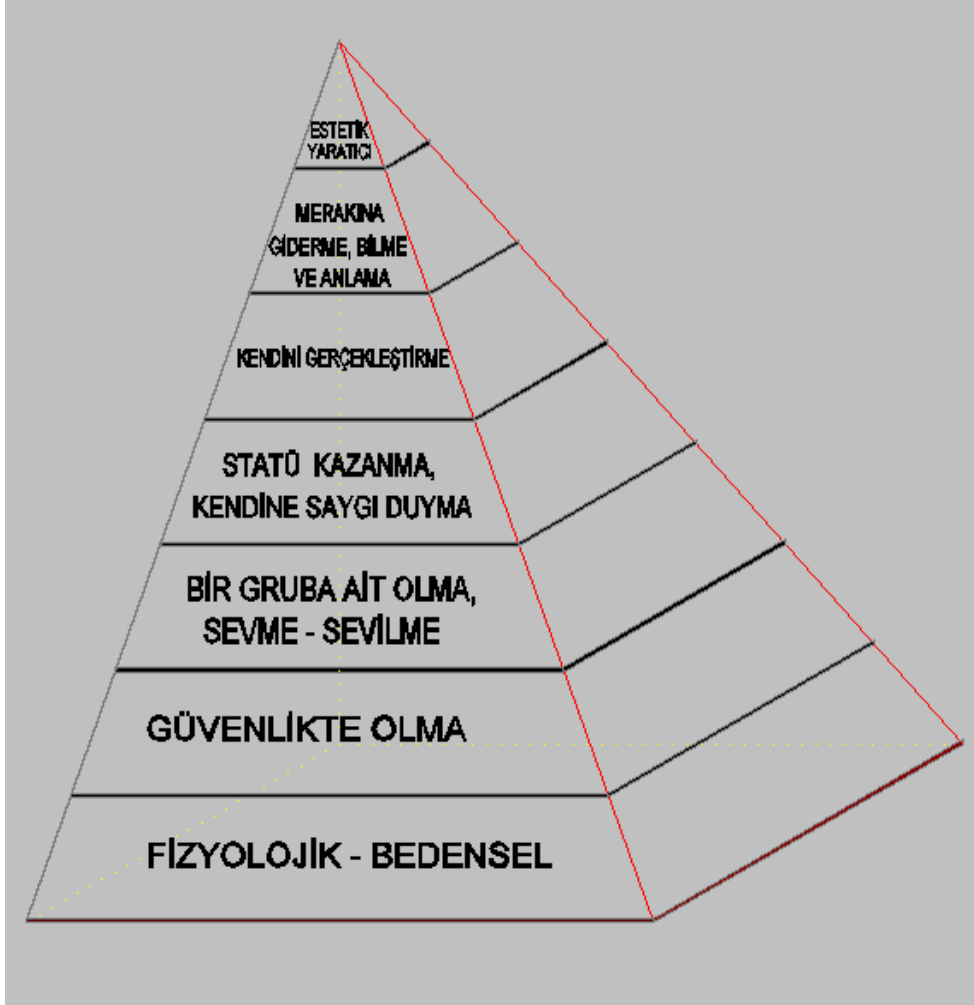 ESTETİK
YARATICI
MERAKINA
GİDERME, BİLME
VE ANLAMA
KENDİNİ GERÇEKLEŞTİRME
STATÜ KAZANMA,
KENDİNE SAYGI DUYMA
BİR GRUBA AİT OLMA,
SEVME - SEVİLME
GÜVENLİKTE OLMA
FİZYOLOJİK - BEDENSEL